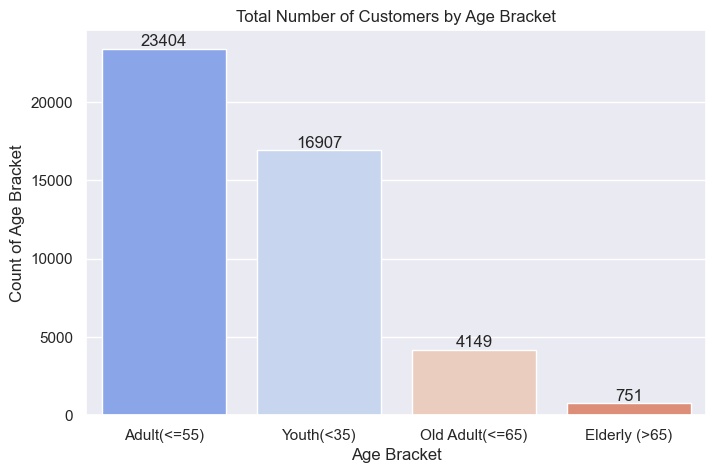 Total Number of Customers by Age Bracket
23404
16907
4149
751
20000
15000
10000
5000
0
Count of Age Bracket
Adult(<=55)
Youth(<35)
Old Adult(<=65)
Elderly (>65)
Age Bracket